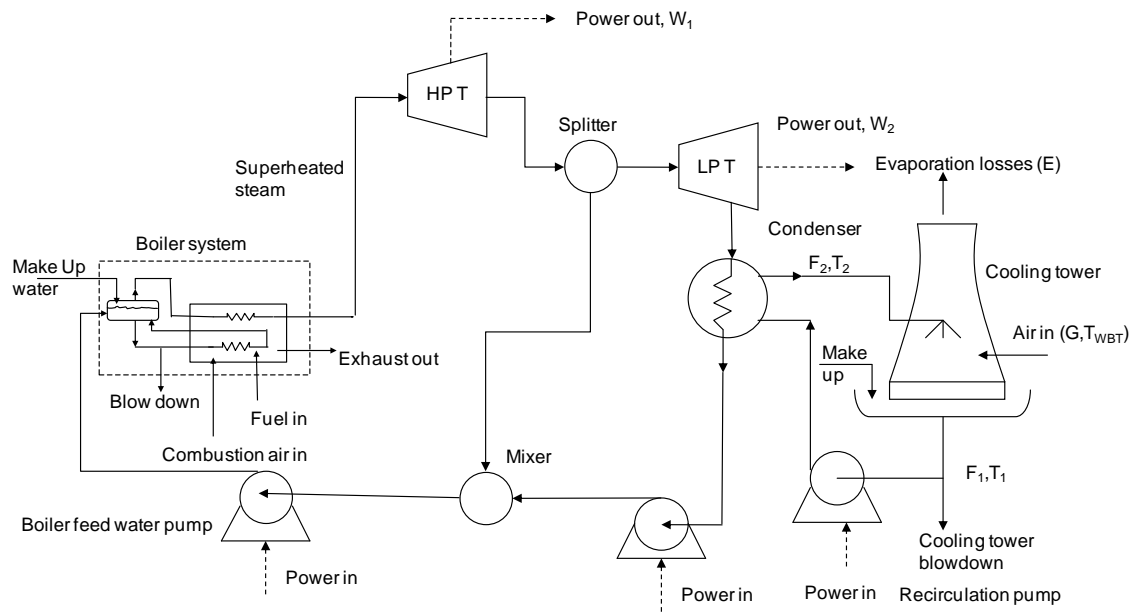 Power out, W1
HP T
Splitter
Power out, W2
LP T
Evaporation losses (E)
Superheated
steam
Condenser
Boiler system
Make Up
water
F2,T2
Cooling tower
Air in (G,TWBT)
Exhaust out
Make
up
Blow down
Fuel in
Combustion air in
Mixer
F1,T1
Boiler feed water pump
Cooling tower
blowdown
Power in
Power in
Power in
Recirculation pump